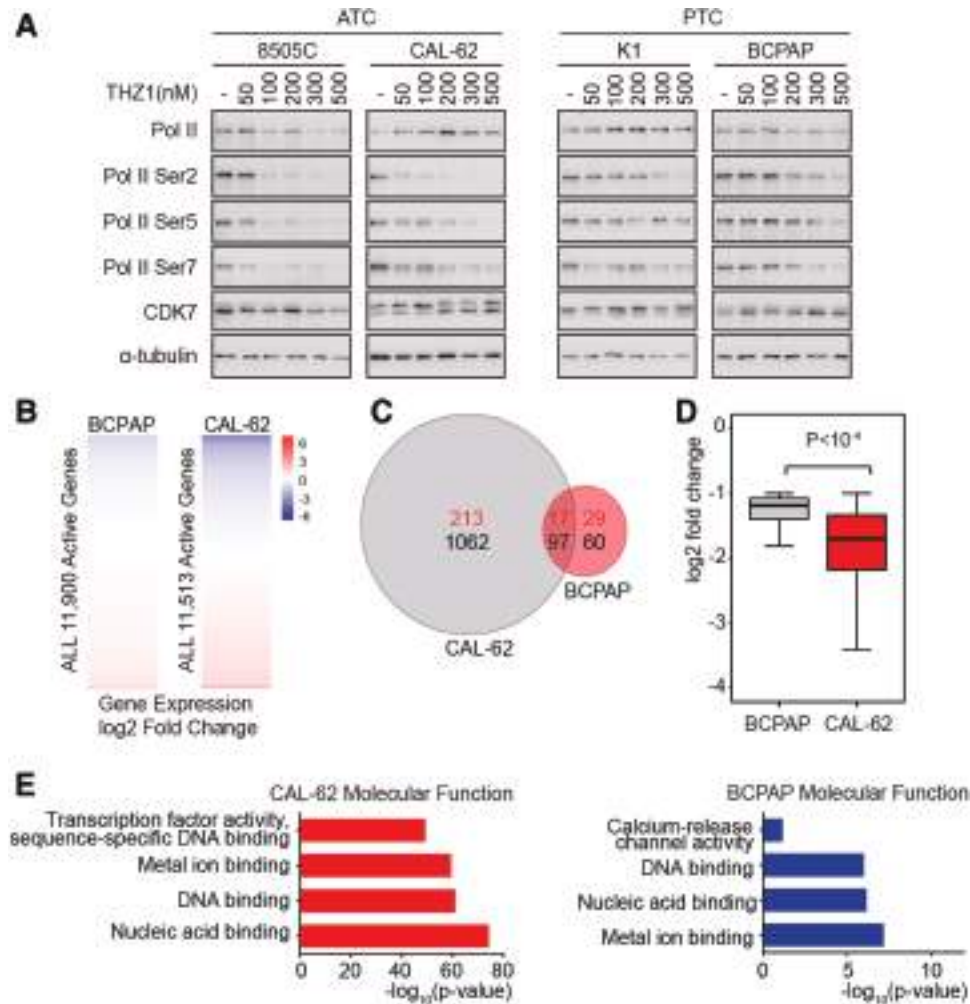 A
ATC
PTC
8505C
CAL-62
K1
BCPAP
THZ1(nM)
- 50 100 200 300 500
- 50 100 200 300 500
- 50 100 200 300 500
- 50 100 200 300 500
Pol II
Pol II Ser2
Pol II Ser5
Pol II Ser7
CDK7
α-tubulin
B
BCPAP
CAL-62
ALL 11,900 Active Genes
ALL 11,513 Active Genes
6
3
0
-3
-6
Gene Expression
log2 Fold Change
C
213
1062
17
97
29
60
BCPAP
CAL-62
D
0
-1
-2
-3
-4
log2 fold change
P<10⁻⁴
BCPAP
CAL-62
E
CAL-62 Molecular Function
Transcription factor activity,
sequence-specific DNA binding
Metal ion binding
DNA binding
Nucleic acid binding
0 20 40 60 80
-log₁₀(p-value)
BCPAP Molecular Function
Calcium-release
channel activity
DNA binding
Nucleic acid binding
Metal ion binding
0 5 10
-log₁₀(p-value)